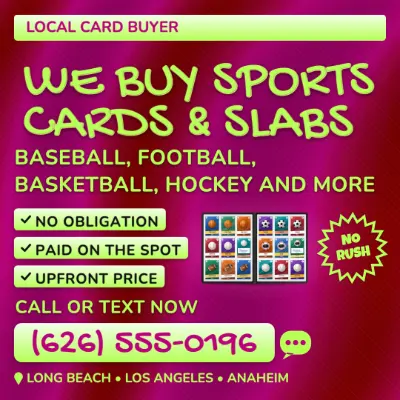 LOCAL CARD BUYER
WE BUY SPORTS
CARDS & SLABS
BASEBALL, FOOTBALL,
BASKETBALL, HOCKEY AND MORE
✓ NO OBLIGATION
✓ PAID ON THE SPOT
✓ UPFRONT PRICE
NO
RUSH
CALL OR TEXT NOW
(626) 555-0196
LONG BEACH • LOS ANGELES • ANAHEIM